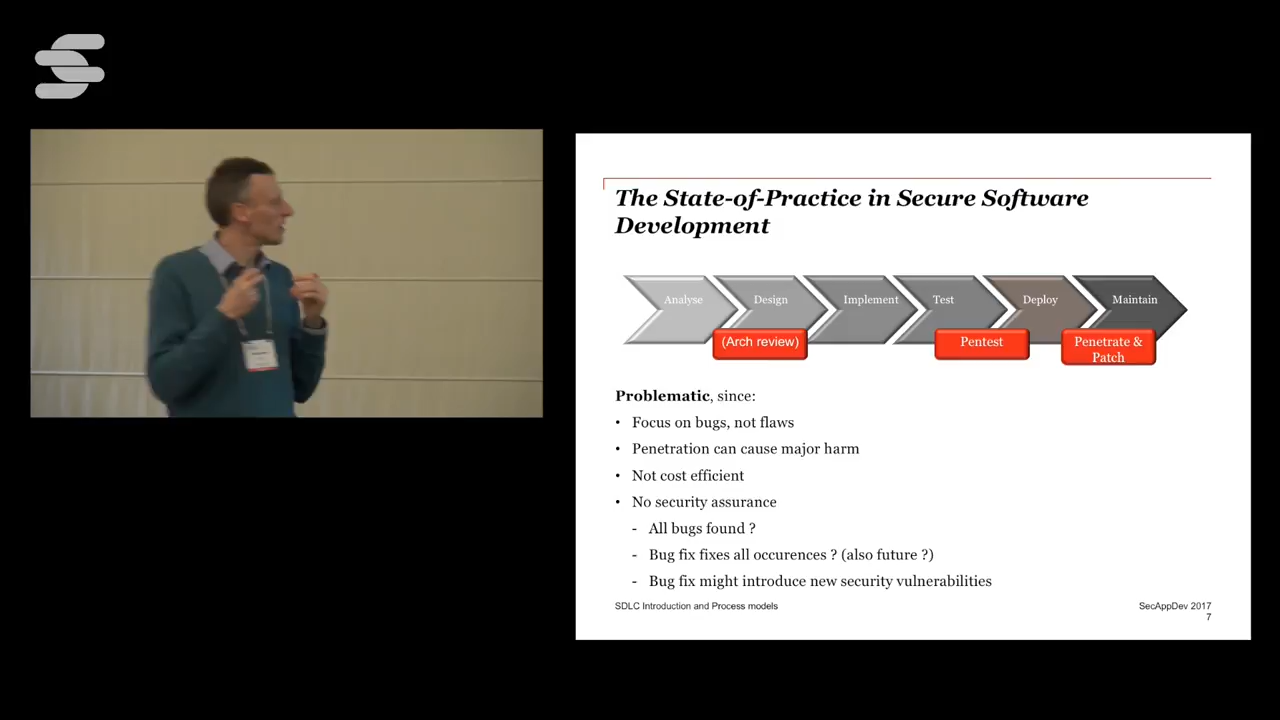 The State-of-Practice in Secure Software
Development
Analyse
Design
Implement
Test
Deploy
Maintain
(Arch review)
Pentest
Penetrate &
Patch
Problematic, since:
• Focus on bugs, not flaws
• Penetration can cause major harm
• Not cost efficient
• No security assurance
- All bugs found ?
- Bug fix fixes all occurences ? (also future ?)
- Bug fix might introduce new security vulnerabilities
SDLC Introduction and Process models
SecAppDev 2017
7